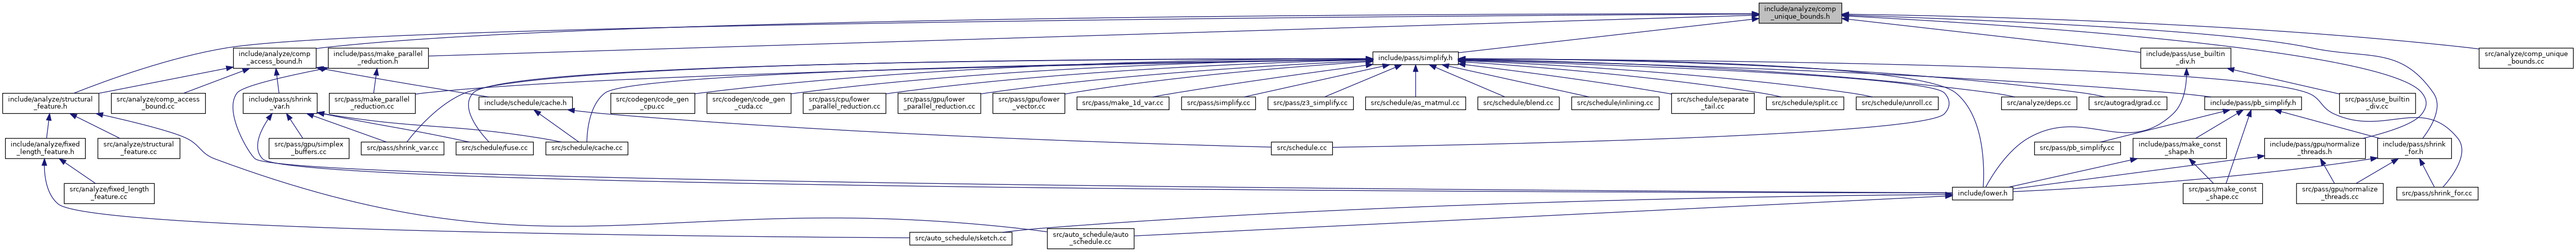 include/analyze/comp
_unique_bounds.h
include/analyze/comp
_access_bound.h
include/pass/make_parallel
_reduction.h
include/pass/simplify.h
include/pass/use_builtin
_div.h
src/analyze/comp_unique
_bounds.cc
include/analyze/structural
_feature.h
src/analyze/comp_access
_bound.cc
include/pass/shrink
_var.h
src/pass/make_parallel
_reduction.cc
include/schedule/cache.h
src/codegen/code_gen
_cpu.cc
src/codegen/code_gen
_cuda.cc
src/pass/cpu/lower
_parallel_reduction.cc
src/pass/gpu/lower
_parallel_reduction.cc
src/pass/gpu/lower
_vector.cc
src/pass/make_1d_var.cc
src/pass/simplify.cc
src/pass/z3_simplify.cc
src/schedule/as_matmul.cc
src/schedule/blend.cc
src/schedule/inlining.cc
src/schedule/separate
_tail.cc
src/schedule/split.cc
src/schedule/unroll.cc
src/analyze/deps.cc
src/autograd/grad.cc
include/pass/pb_simplify.h
src/pass/use_builtin
_div.cc
include/analyze/fixed
_length_feature.h
src/analyze/structural
_feature.cc
src/pass/gpu/simplex
_buffers.cc
src/pass/shrink_var.cc
src/schedule/fuse.cc
src/schedule/cache.cc
src/schedule.cc
src/pass/pb_simplify.cc
include/pass/make_const
_shape.h
include/pass/gpu/normalize
_threads.h
include/pass/shrink
_for.h
src/analyze/fixed_length
_feature.cc
include/lower.h
src/pass/make_const
_shape.cc
src/pass/gpu/normalize
_threads.cc
src/pass/shrink_for.cc
src/auto_schedule/sketch.cc
src/auto_schedule/auto
_schedule.cc